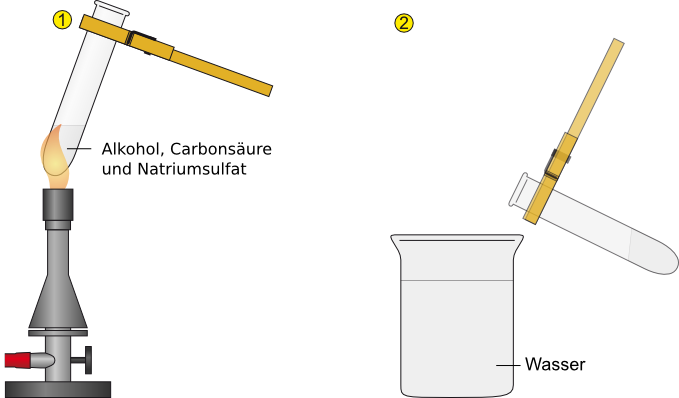 1
2
Alkohol, Carbonsäure
und Natriumsulfat
Wasser